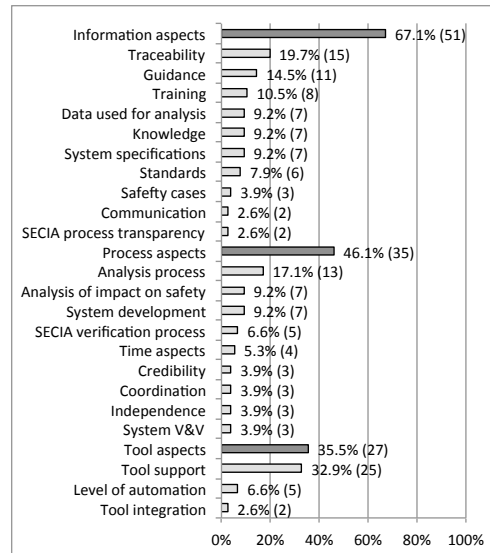 Information aspects 67.1% (51)
Traceability 19.7% (15)
Guidance 14.5% (11)
Training 10.5% (8)
Data used for analysis 9.2% (7)
Knowledge 9.2% (7)
System specifications 9.2% (7)
Standards 7.9% (6)
Safefty cases 3.9% (3)
Communication 2.6% (2)
SECIA process transparency 2.6% (2)
Process aspects 46.1% (35)
Analysis process 17.1% (13)
Analysis of impact on safety 9.2% (7)
System development 9.2% (7)
SECIA verification process 6.6% (5)
Time aspects 5.3% (4)
Credibility 3.9% (3)
Coordination 3.9% (3)
Independence 3.9% (3)
System V&V 3.9% (3)
Tool aspects 35.5% (27)
Tool support 32.9% (25)
Level of automation 6.6% (5)
Tool integration 2.6% (2)
0% 20% 40% 60% 80% 100%